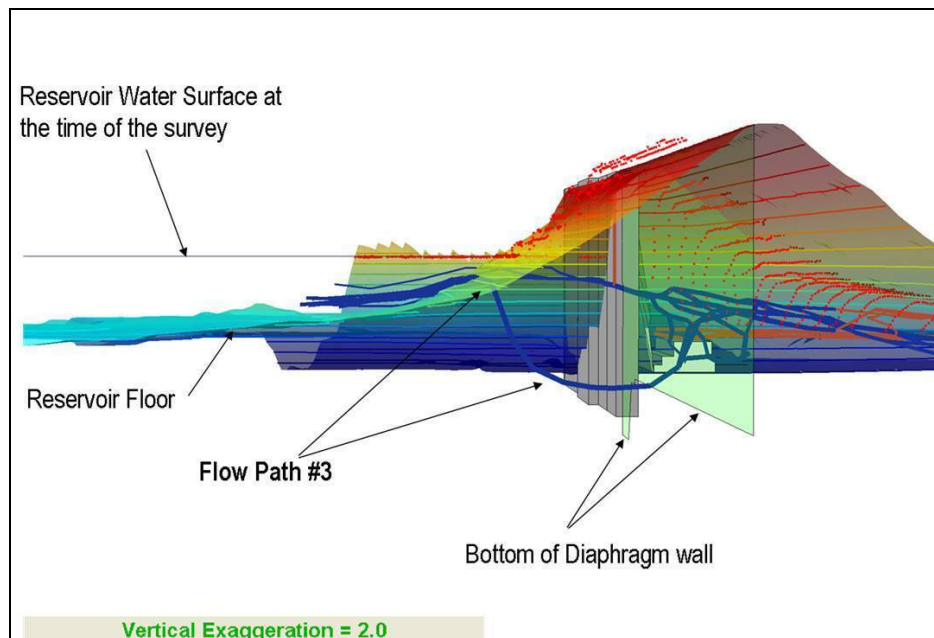 Reservoir Water Surface at
the time of the survey
Reservoir Floor
Flow Path #3
Bottom of Diaphragm wall
Vertical Exaggeration = 2.0